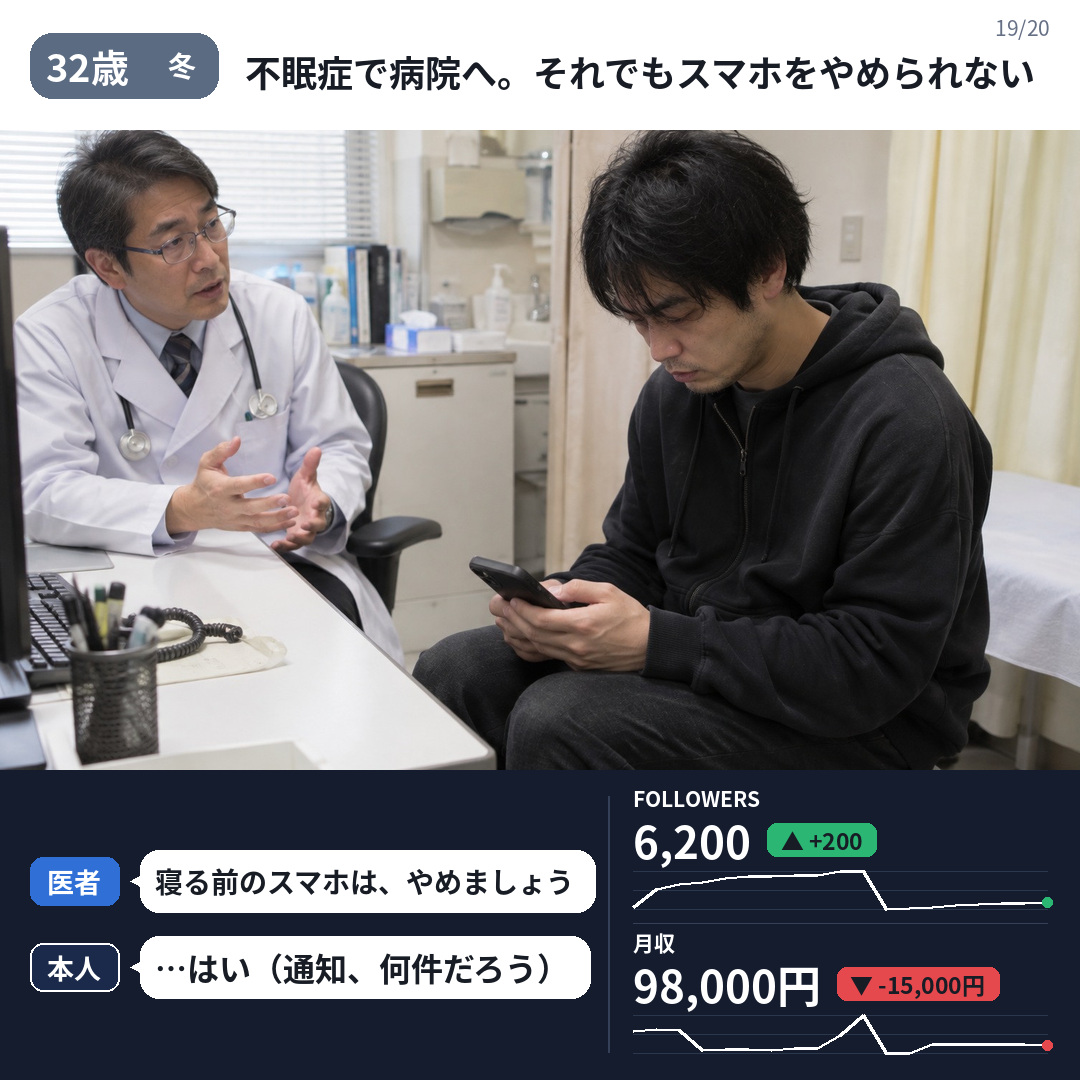 19/20
32歳 冬
不眠症で病院へ。それでもスマホをやめられない
医者
寝る前のスマホは、やめましょう
本人
…はい（通知、何件だろう）
FOLLOWERS
6,200 ▲ +200
月収
98,000円 ▼ -15,000円